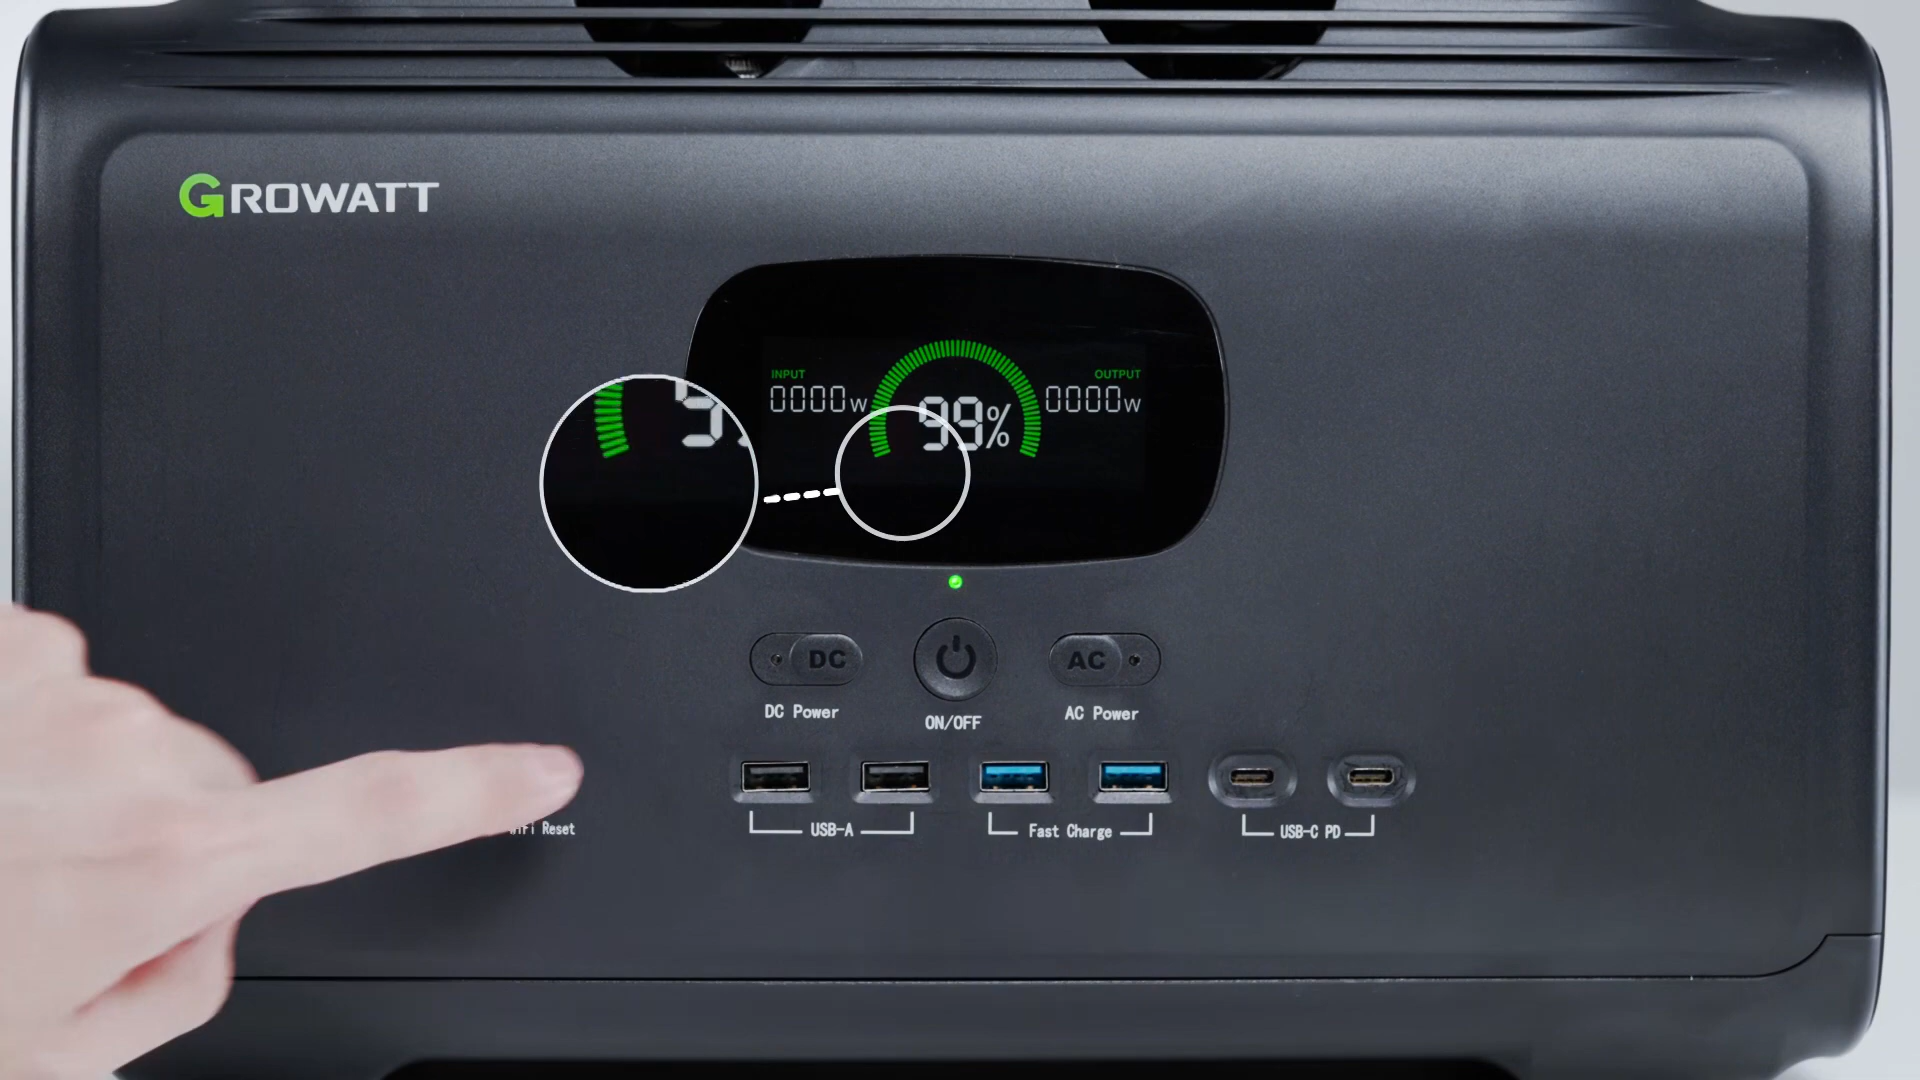 GROWATT
INPUT
0000W
99%
OUTPUT
0000W
DC
AC
DC Power
ON/OFF
AC Power
Reset
USB-A
Fast Charge
USB-C PD